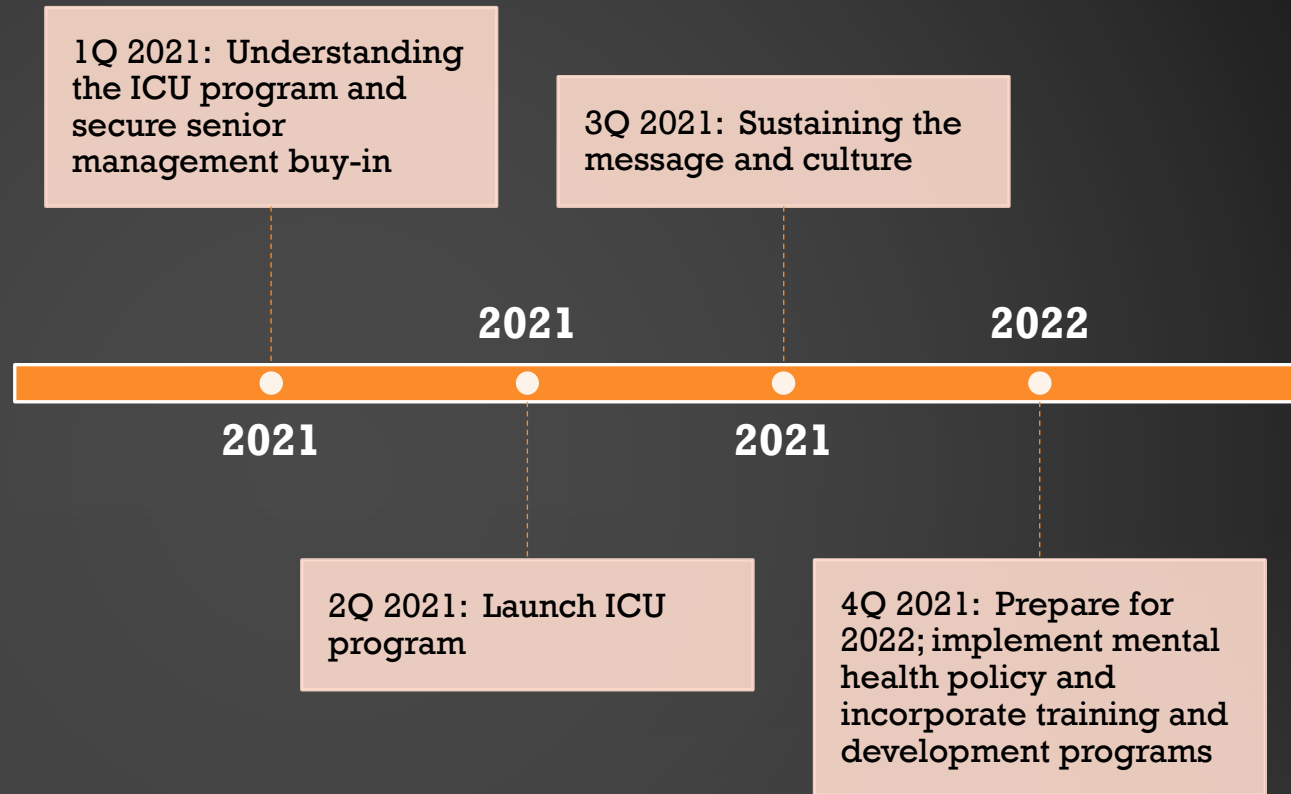 1Q 2021: Understanding
the ICU program and
secure senior
management buy-in
3Q 2021: Sustaining the
message and culture
2021
2022
2021
2021
2Q 2021: Launch ICU
program
4Q 2021: Prepare for
2022; implement mental
health policy and
incorporate training and
development programs